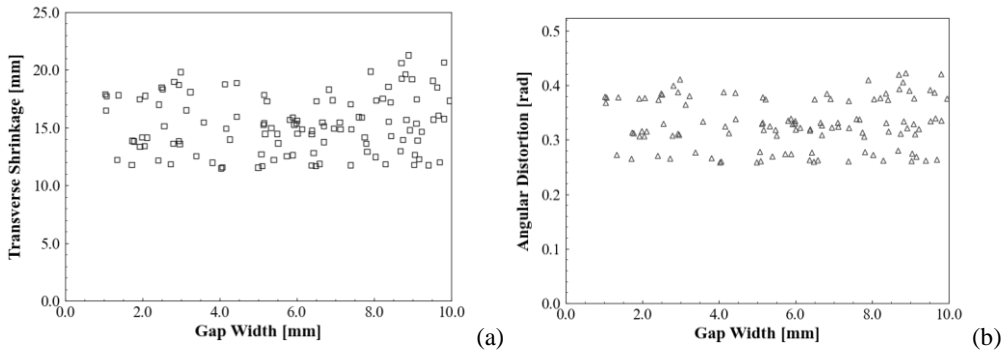 25.0
20.0
15.0
10.0
5.0
0.0
0.0 2.0 4.0 6.0 8.0 10.0
Transverse Shrinkage [mm]
Gap Width [mm]
(a)
0.5
0.4
0.3
0.2
0.1
0.0
0.0 2.0 4.0 6.0 8.0 10.0
Angular Distortion [rad]
Gap Width [mm]
(b)